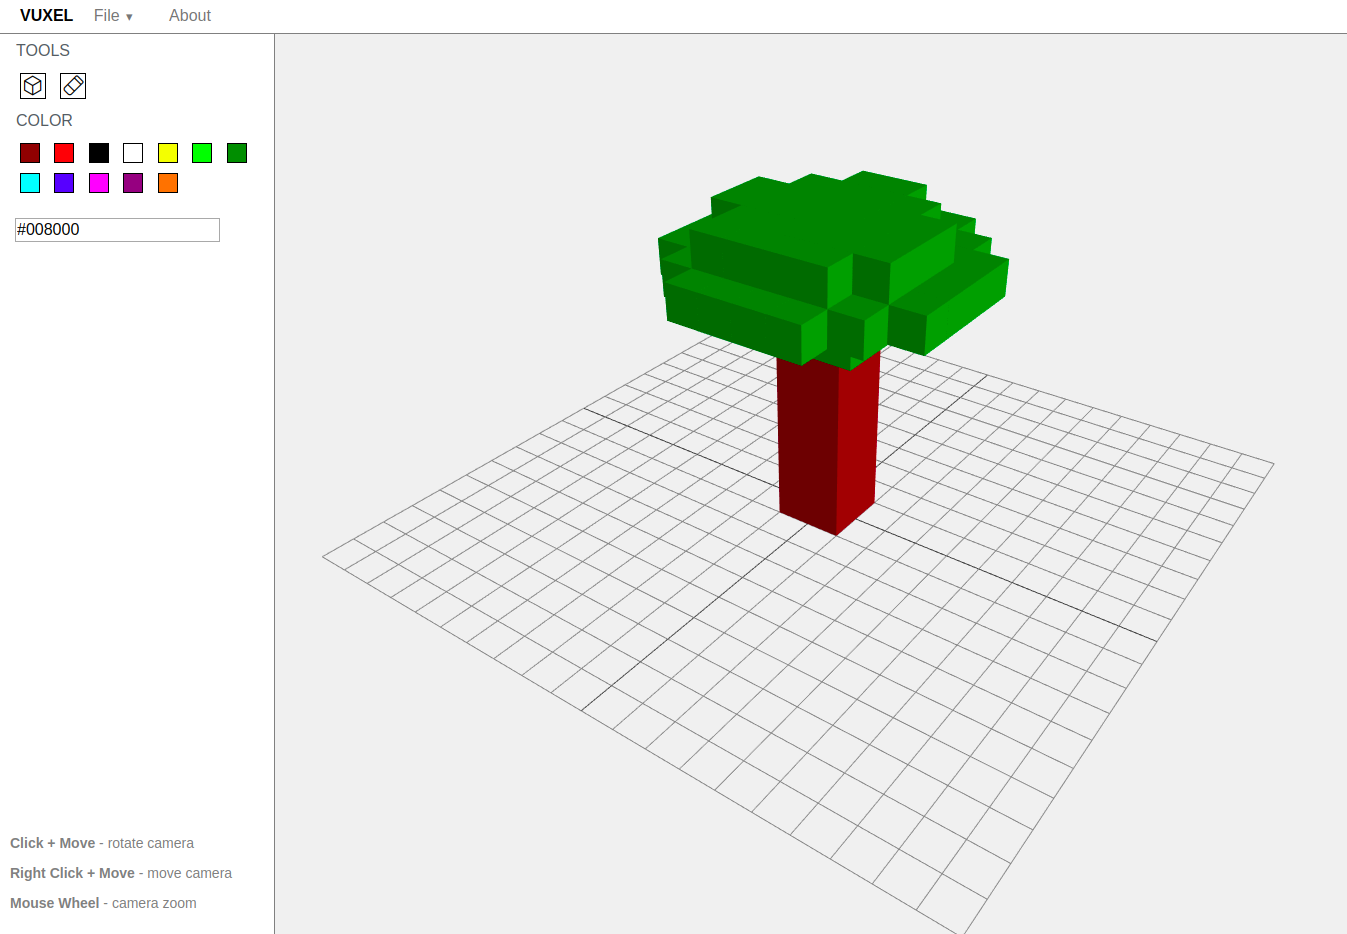 VUXEL File ▾ About
TOOLS
COLOR
#008000
Click + Move - rotate camera
Right Click + Move - move camera
Mouse Wheel - camera zoom